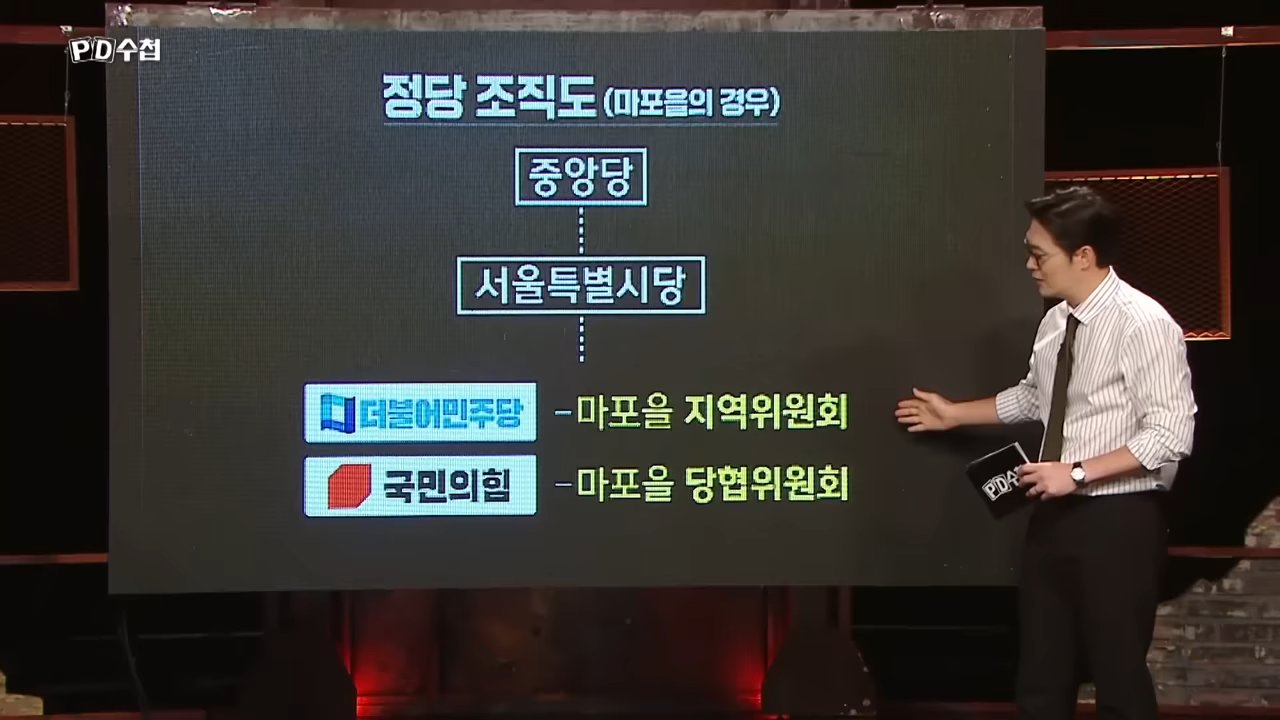 PD수첩
정당 조직도 (마포을의 경우)
중앙당
서울특별시당
더불어민주당 -마포을 지역위원회
국민의힘 -마포을 당협위원회
PD수